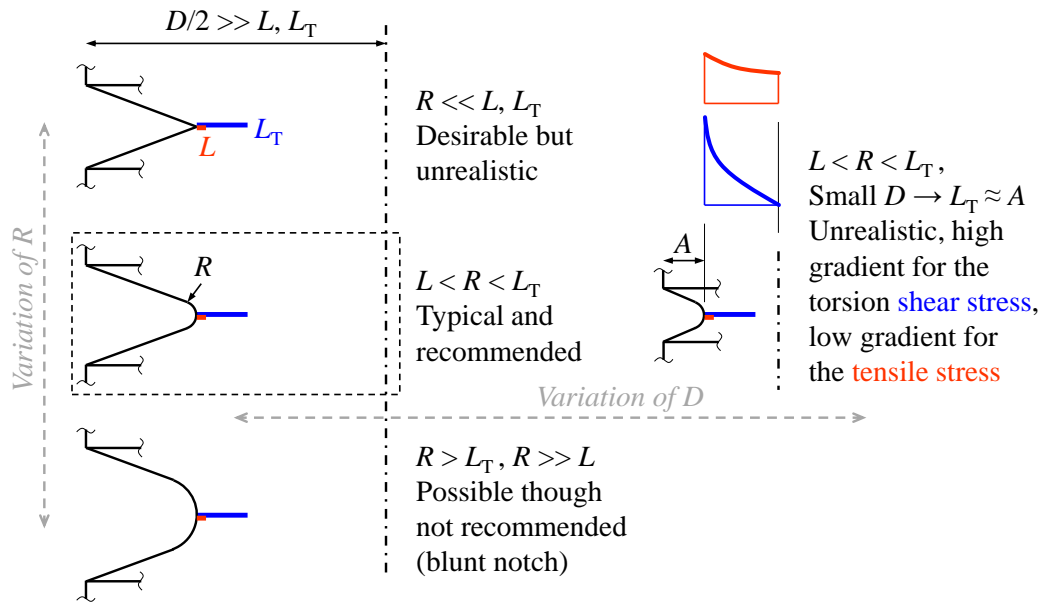 D/2 >> L, L_T
R << L, L_T
Desirable but
unrealistic
L
L_T
Variation of R
R
L < R < L_T
Typical and
recommended
A
L < R < L_T ,
Small D → L_T ≈ A
Unrealistic, high
gradient for the
torsion shear stress,
low gradient for
the tensile stress
Variation of D
R > L_T , R >> L
Possible though
not recommended
(blunt notch)